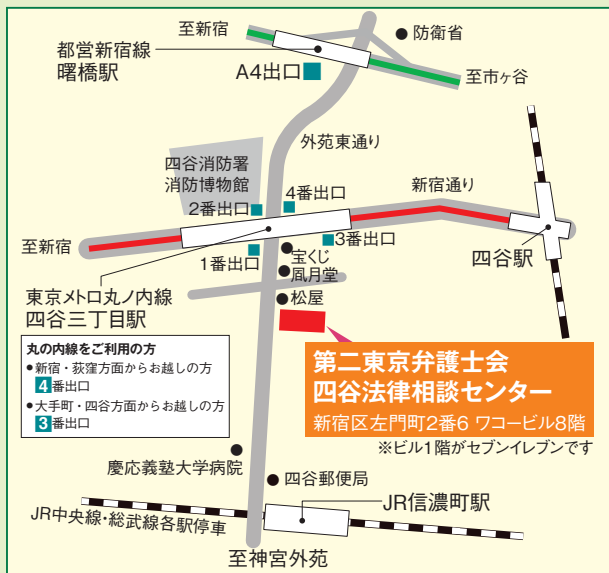 至新宿
防衛省
都営新宿線
曙橋駅
A4出口
至市ヶ谷
外苑東通り
四谷消防署
消防博物館
2番出口
4番出口
新宿通り
至新宿
1番出口
3番出口
宝くじ
凮月堂
松屋
四谷駅
東京メトロ丸ノ内線
四谷三丁目駅
丸の内線をご利用の方
●新宿・荻窪方面からお越しの方
4番出口
●大手町・四谷方面からお越しの方
3番出口
第二東京弁護士会
四谷法律相談センター
新宿区左門町2番6 ワコービル8階
※ビル1階がセブンイレブンです
慶応義塾大学病院
四谷郵便局
JR信濃町駅
JR中央線・総武線各駅停車
至神宮外苑